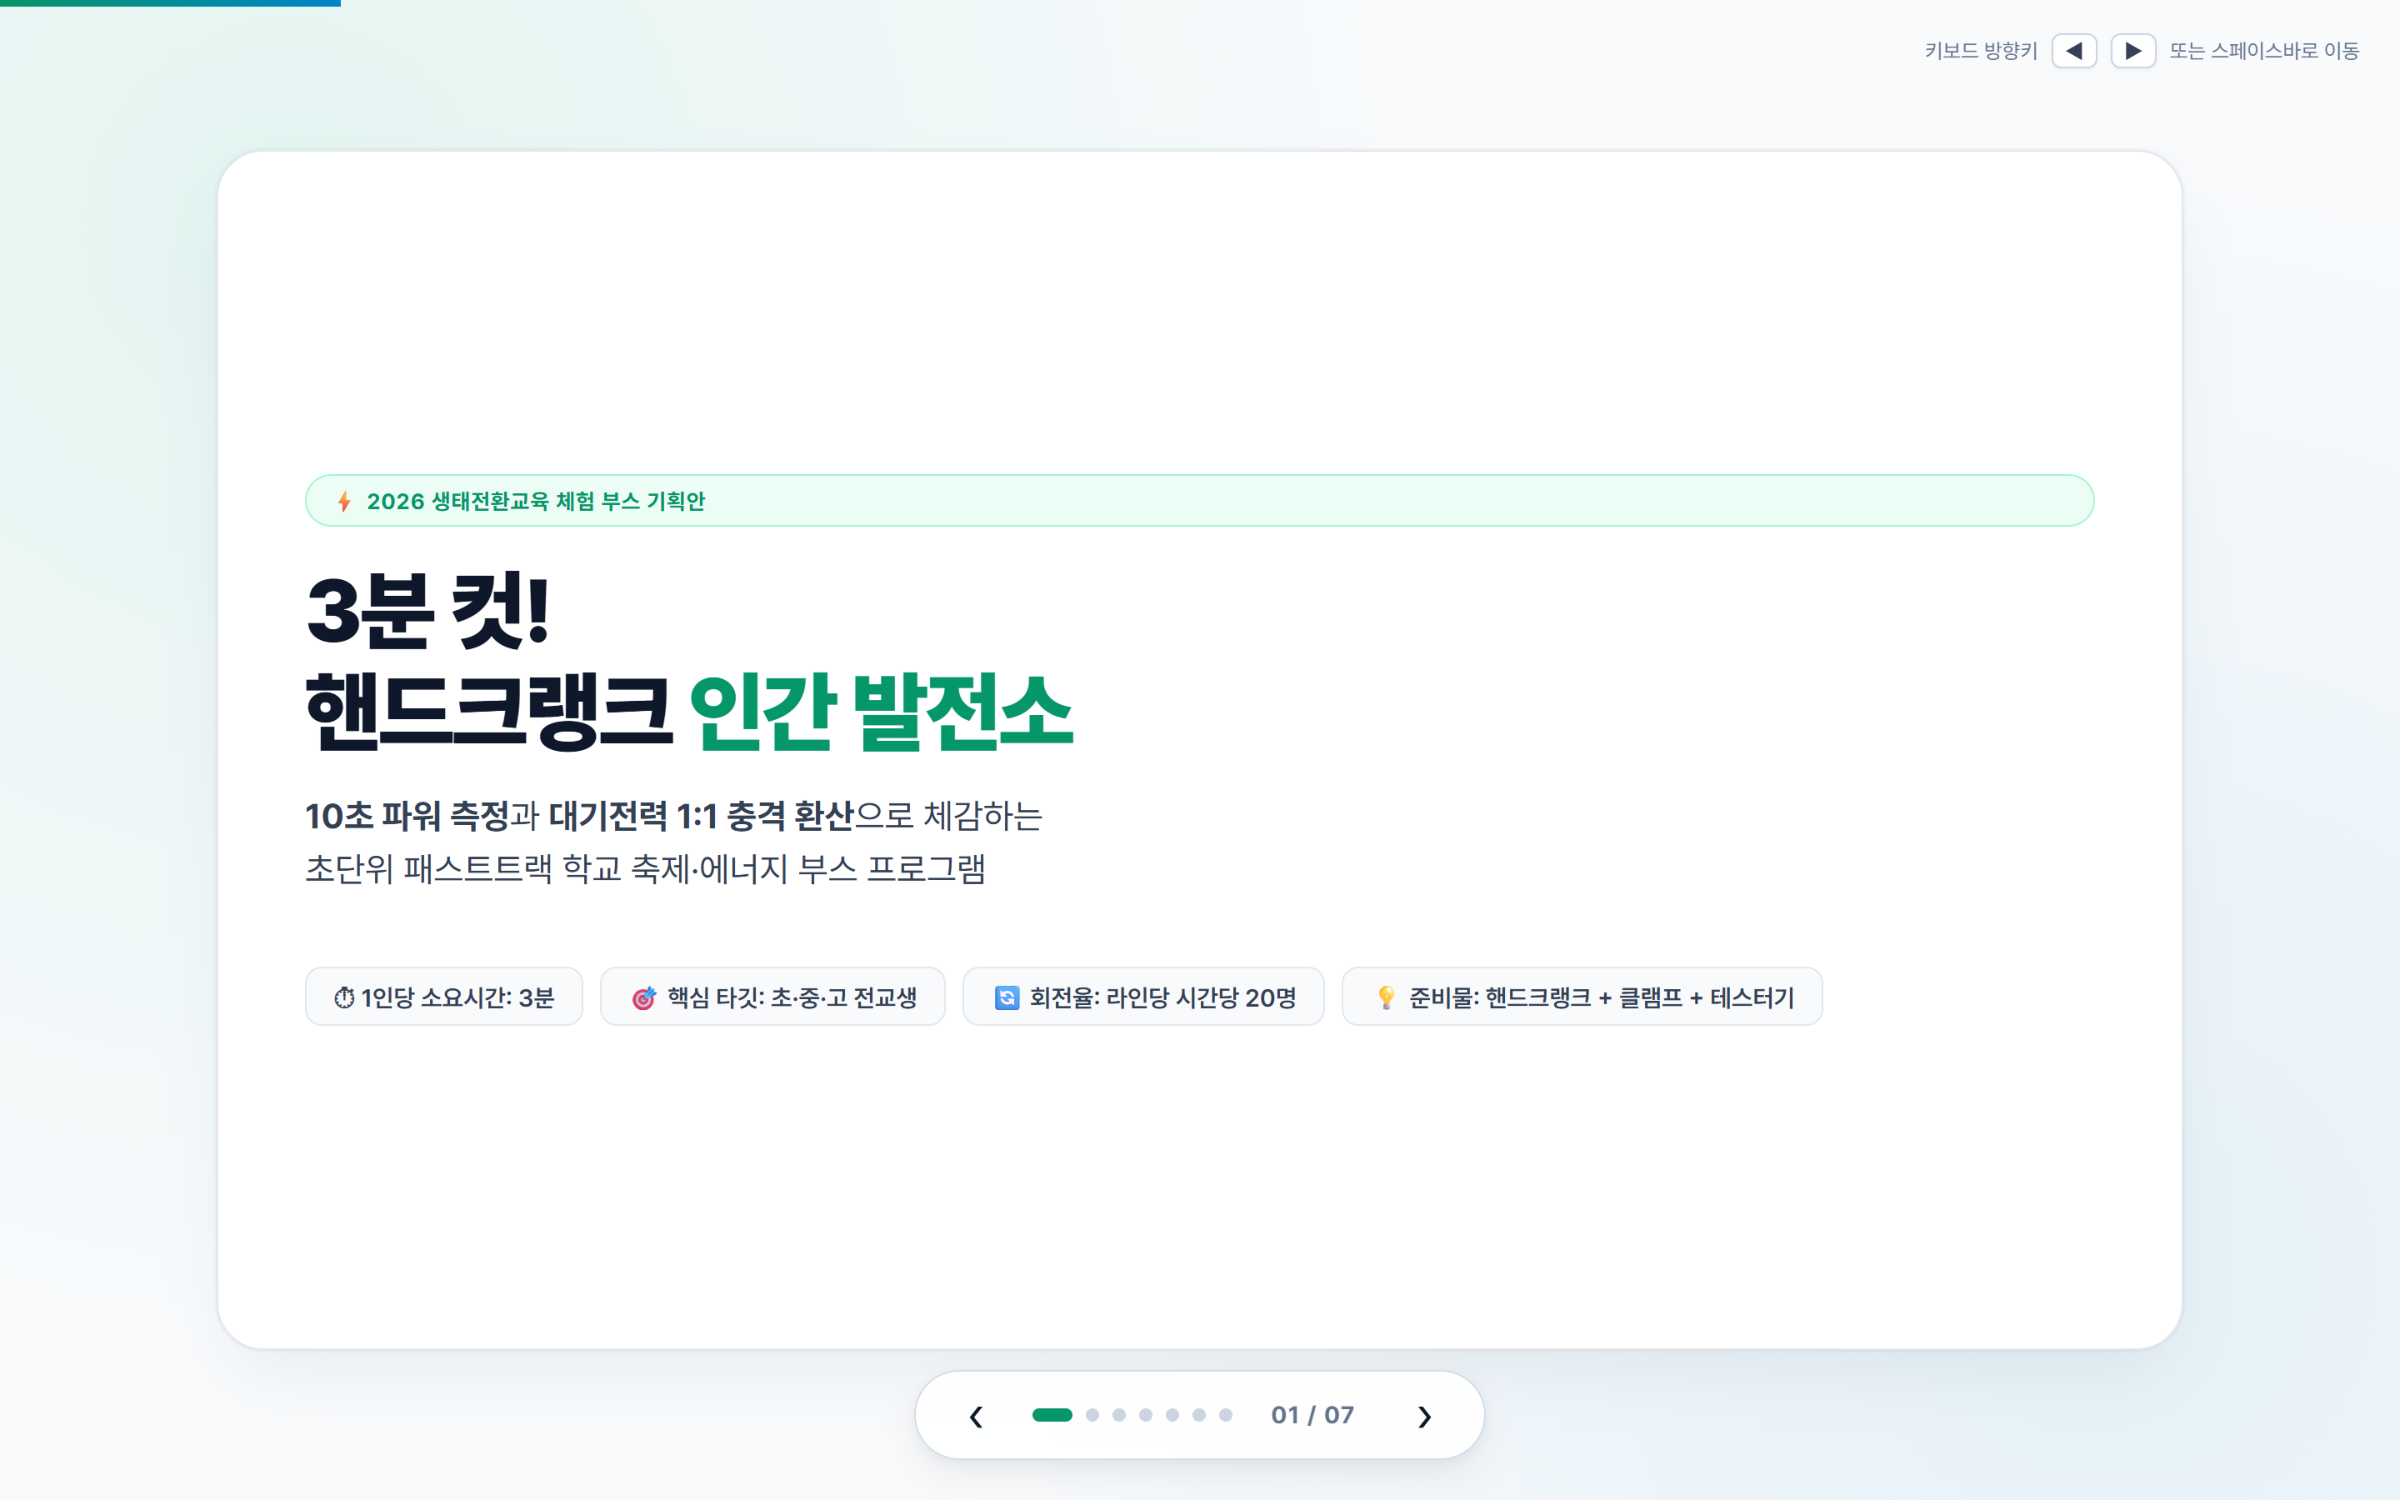 키보드 방향키 ◀ ▶ 또는 스페이스바로 이동
⚡ 2026 생태전환교육 체험 부스 기획안
3분 컷!
핸드크랭크 인간 발전소
10초 파워 측정과 대기전력 1:1 충격 환산으로 체감하는
초단위 패스트트랙 학교 축제·에너지 부스 프로그램
⏱ 1인당 소요시간: 3분
🎯 핵심 타깃: 초·중·고 전교생
🔄 회전율: 라인당 시간당 20명
💡 준비물: 핸드크랭크 + 클램프 + 테스터기
‹ 01 / 07 ›